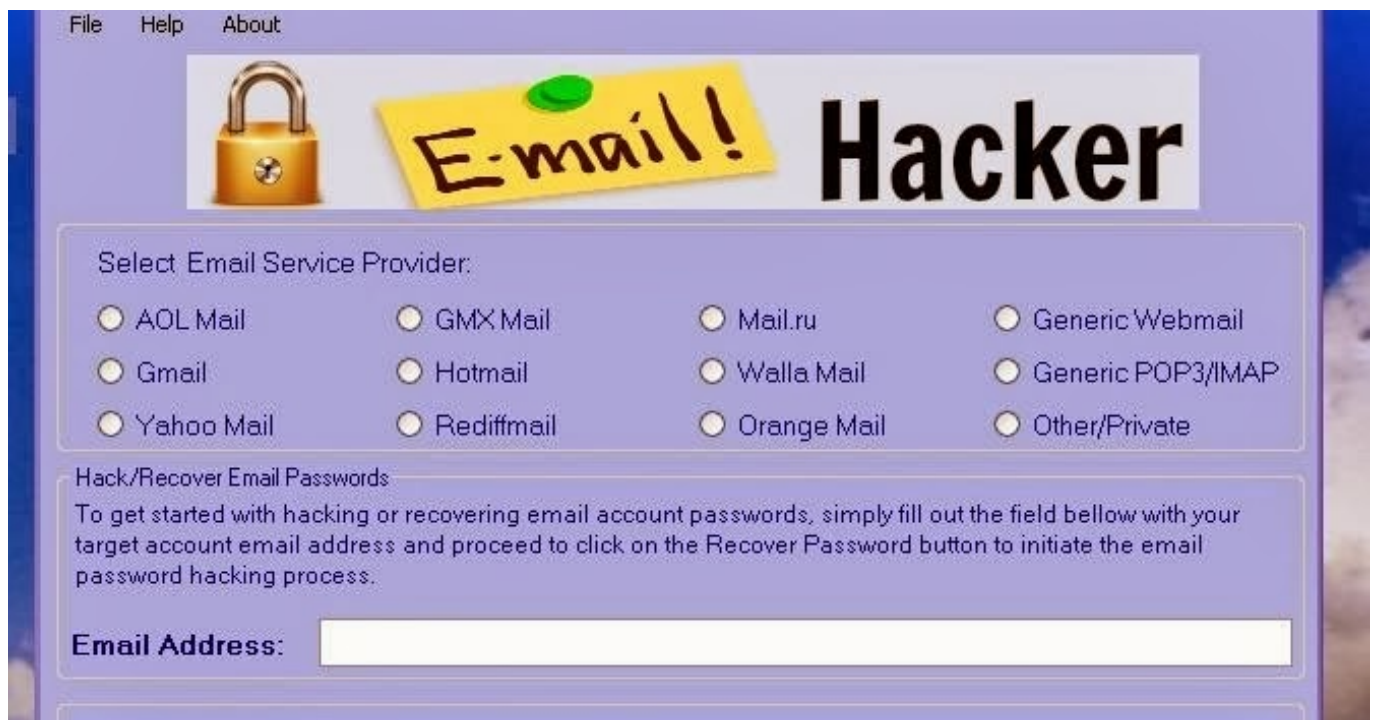 File Help About
E-mail! Hacker
Select Email Service Provider:
AOL Mail GMX Mail Mail.ru Generic Webmail
Gmail Hotmail Walla Mail Generic POP3/IMAP
Yahoo Mail Rediffmail Orange Mail Other/Private
Hack/Recover Email Passwords
To get started with hacking or recovering email account passwords, simply fill out the field bellow with your
target account email address and proceed to click on the Recover Password button to initiate the email
password hacking process.
Email Address: